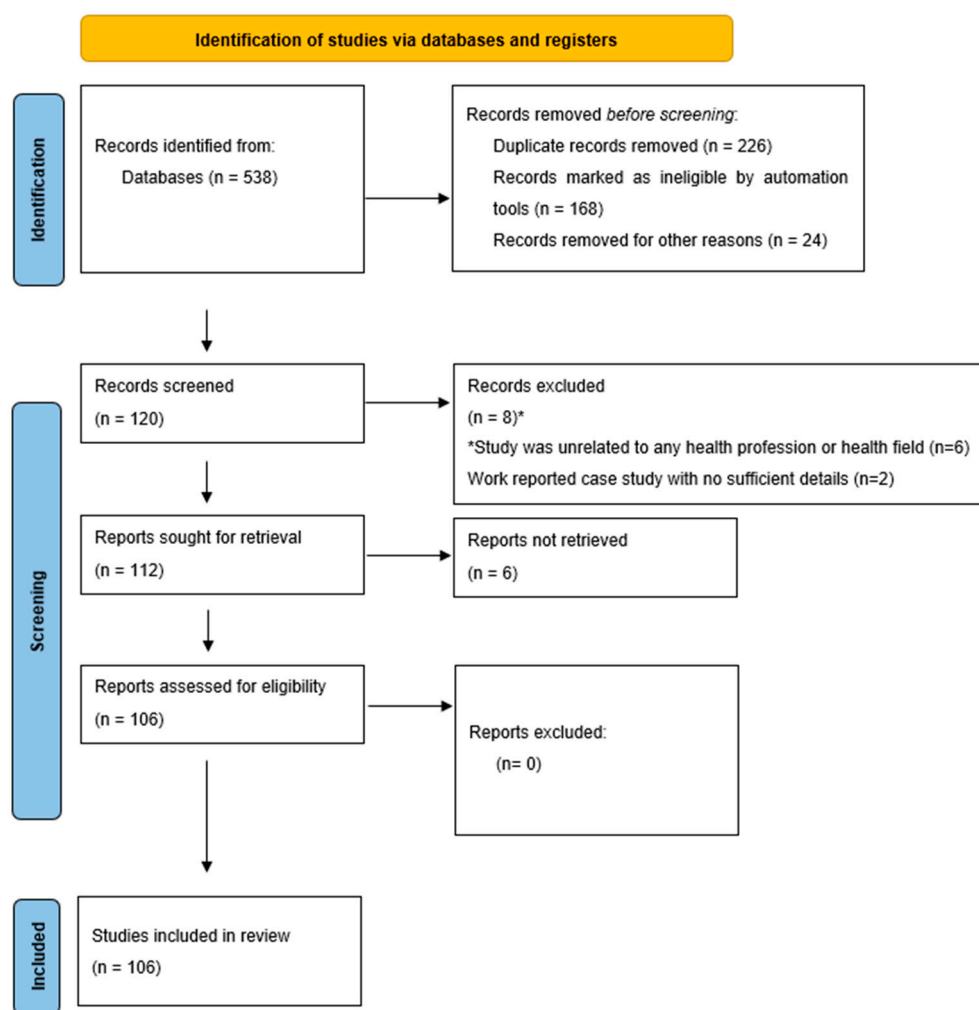 Identification of studies via databases and registers
Identification
Records identified from:
Databases (n = 538)
Records removed before screening:
Duplicate records removed (n = 226)
Records marked as ineligible by automation
tools (n = 168)
Records removed for other reasons (n = 24)
Screening
Records screened
(n = 120)
Records excluded
(n = 8)*
*Study was unrelated to any health profession or health field (n=6)
Work reported case study with no sufficient details (n=2)
Reports sought for retrieval
(n = 112)
Reports not retrieved
(n = 6)
Reports assessed for eligibility
(n = 106)
Reports excluded:
(n= 0)
Included
Studies included in review
(n = 106)